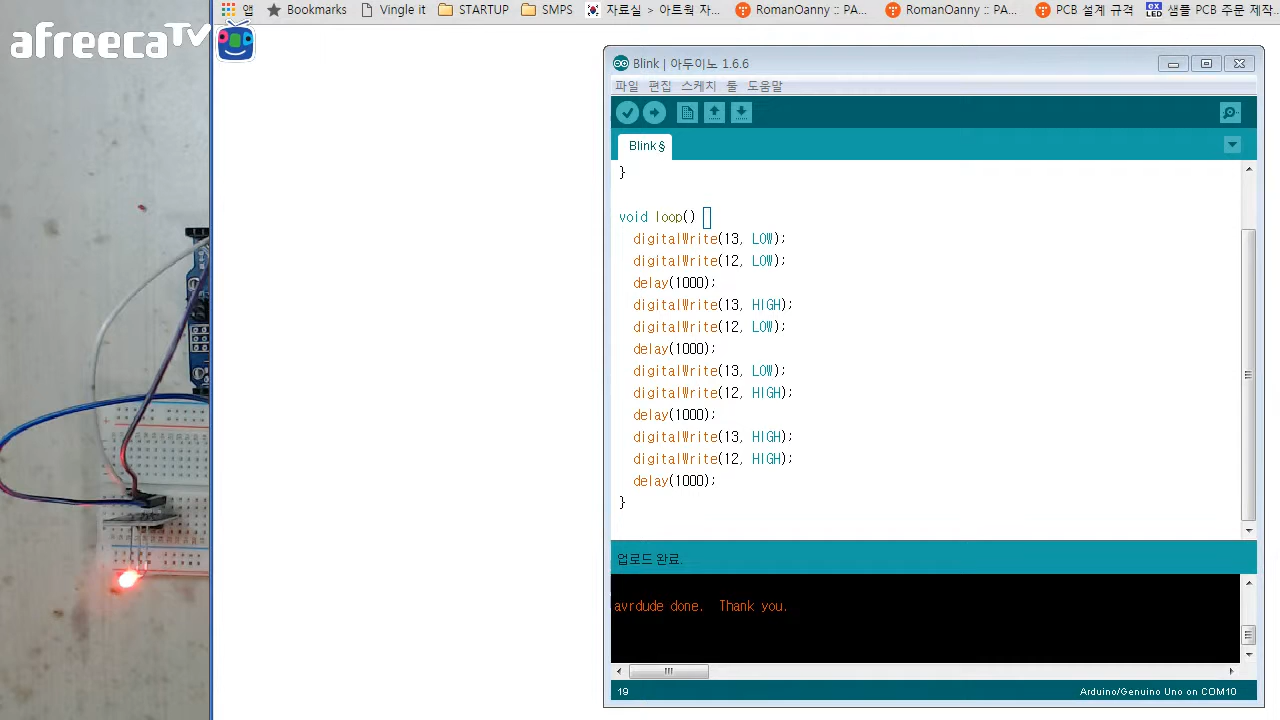 afreecaTV
앱 Bookmarks Vingle it STARTUP SMPS 자료실 > 아트웍 자... RomanOanny :: PA... RomanOanny :: PA... PCB 설계 규격 샘플 PCB 주문 제작...
Blink | 아두이노 1.6.6
파일 편집 스케치 툴 도움말
Blink§
}
void loop() {
digitalWrite(13, LOW);
digitalWrite(12, LOW);
delay(1000);
digitalWrite(13, HIGH);
digitalWrite(12, LOW);
delay(1000);
digitalWrite(13, LOW);
digitalWrite(12, HIGH);
delay(1000);
digitalWrite(13, HIGH);
digitalWrite(12, HIGH);
delay(1000);
}
업로드 완료.
avrdude done. Thank you.
19 Arduino/Genuino Uno on COM10